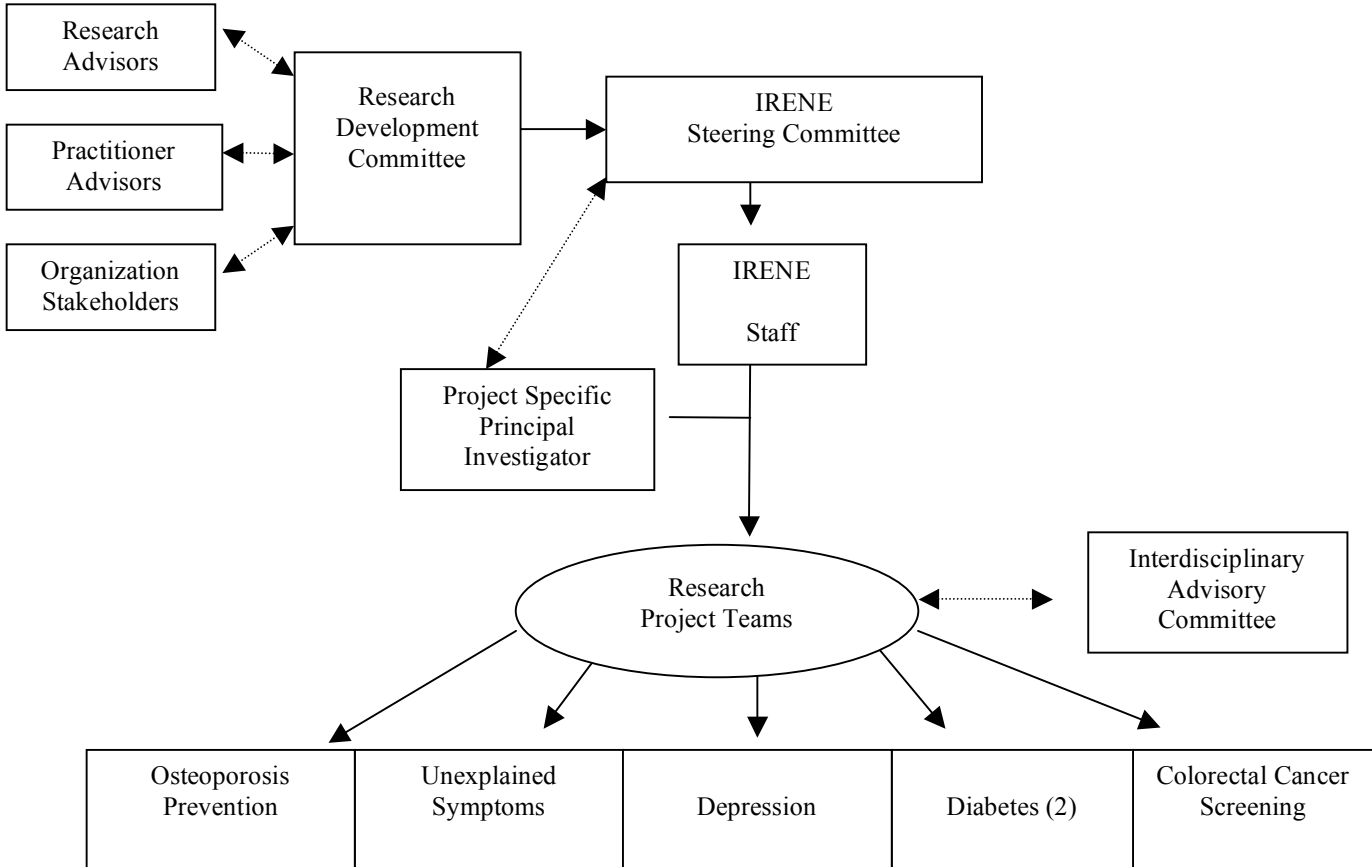 Research
Advisors
Research
Development
Committee
IRENE
Steering Committee
Practitioner
Advisors
Organization
Stakeholders
IRENE
Staff
Project Specific
Principal
Investigator
Research
Project Teams
Interdisciplinary
Advisory
Committee
Osteoporosis
Prevention
Unexplained
Symptoms
Depression
Diabetes (2)
Colorectal Cancer
Screening